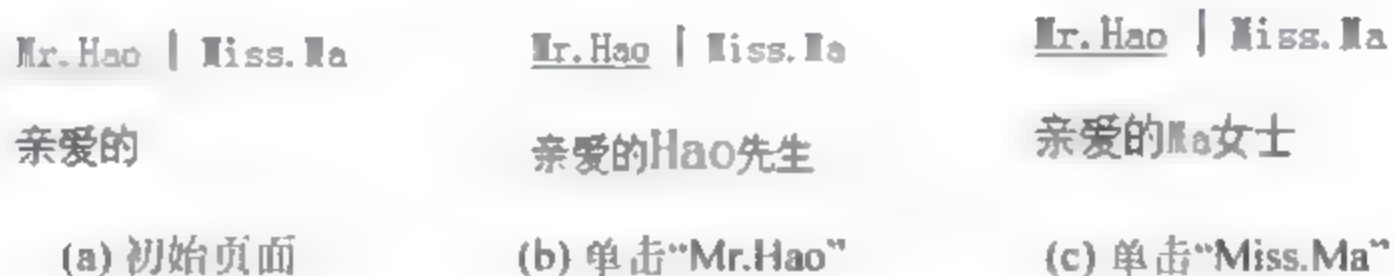 Mr.Hao | Miss.Ma
亲爱的
(a) 初始页面
Mr.Hao | Miss.Ma
亲爱的Hao先生
(b) 单击“Mr.Hao”
Mr.Hao | Miss.Ma
亲爱的Ma女士
(c) 单击“Miss.Ma”